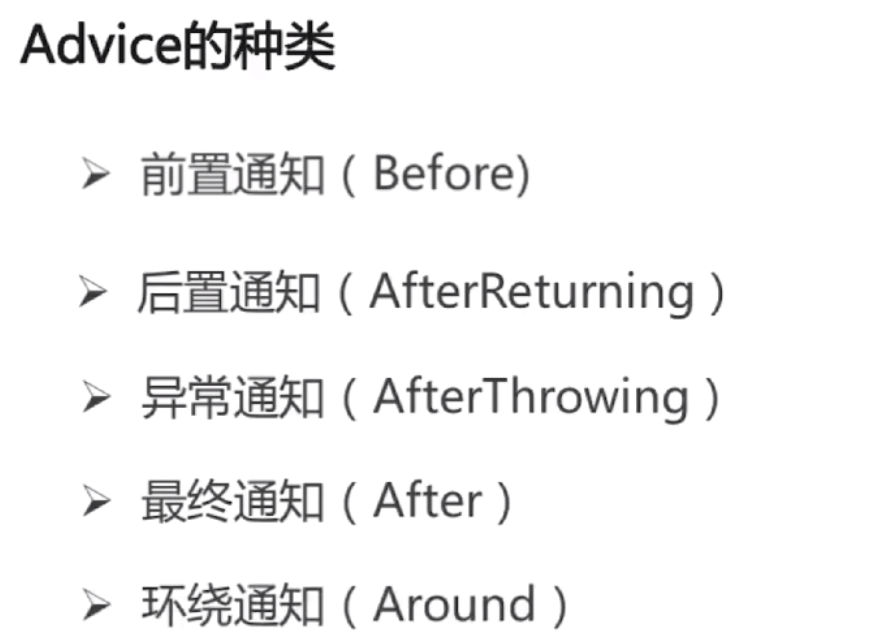 Advice的种类
➢ 前置通知（Before)
➢ 后置通知（AfterReturning）
➢ 异常通知（AfterThrowing）
➢ 最终通知（After）
➢ 环绕通知（Around）